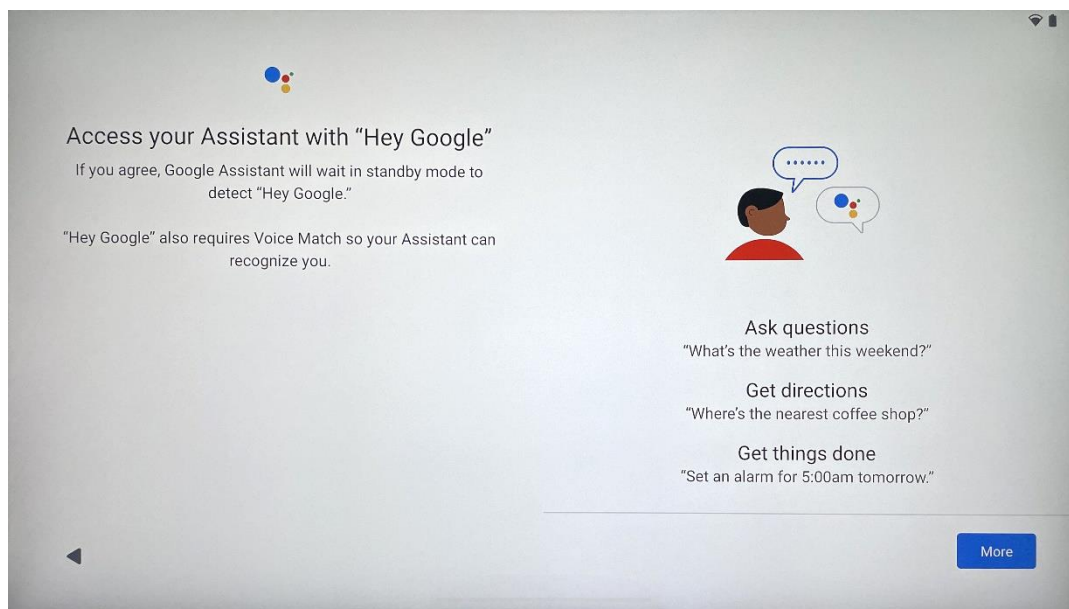 Access your Assistant with “Hey Google”
If you agree, Google Assistant will wait in standby mode to
detect “Hey Google.”
“Hey Google” also requires Voice Match so your Assistant can
recognize you.
Ask questions
“What’s the weather this weekend?”
Get directions
“Where’s the nearest coffee shop?”
Get things done
“Set an alarm for 5:00am tomorrow.”
More